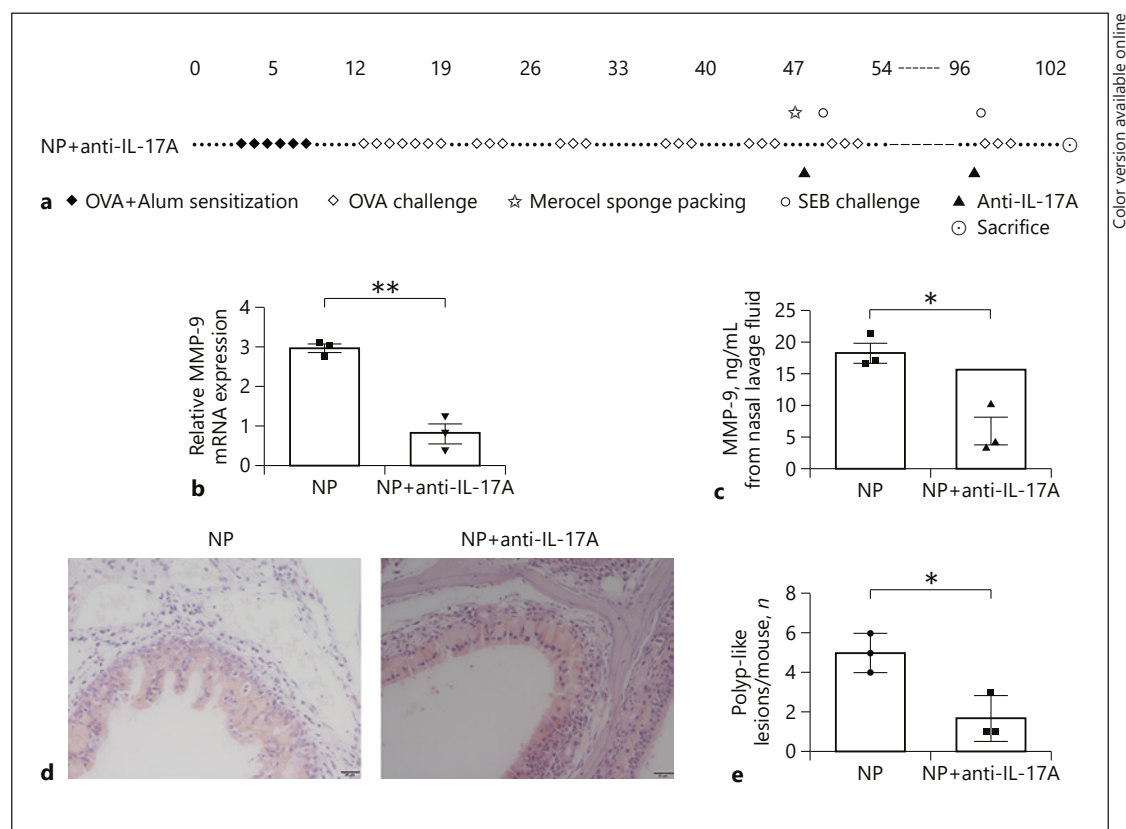 Color version available online
0 5 12 19 26 33 40 47 54 96 102
NP+anti-IL-17A
a OVA+Alum sensitization OVA challenge Merocel sponge packing SEB challenge Anti-IL-17A
Sacrifice
b
Relative MMP-9
mRNA expression
4
3
2
1
0
**
NP NP+anti-IL-17A
c
MMP-9, ng/mL
from nasal lavage fluid
25
20
15
10
5
0
*
NP NP+anti-IL-17A
d
NP NP+anti-IL-17A
e
Polyp-like
lesions/mouse, n
8
6
4
2
0
*
NP NP+anti-IL-17A